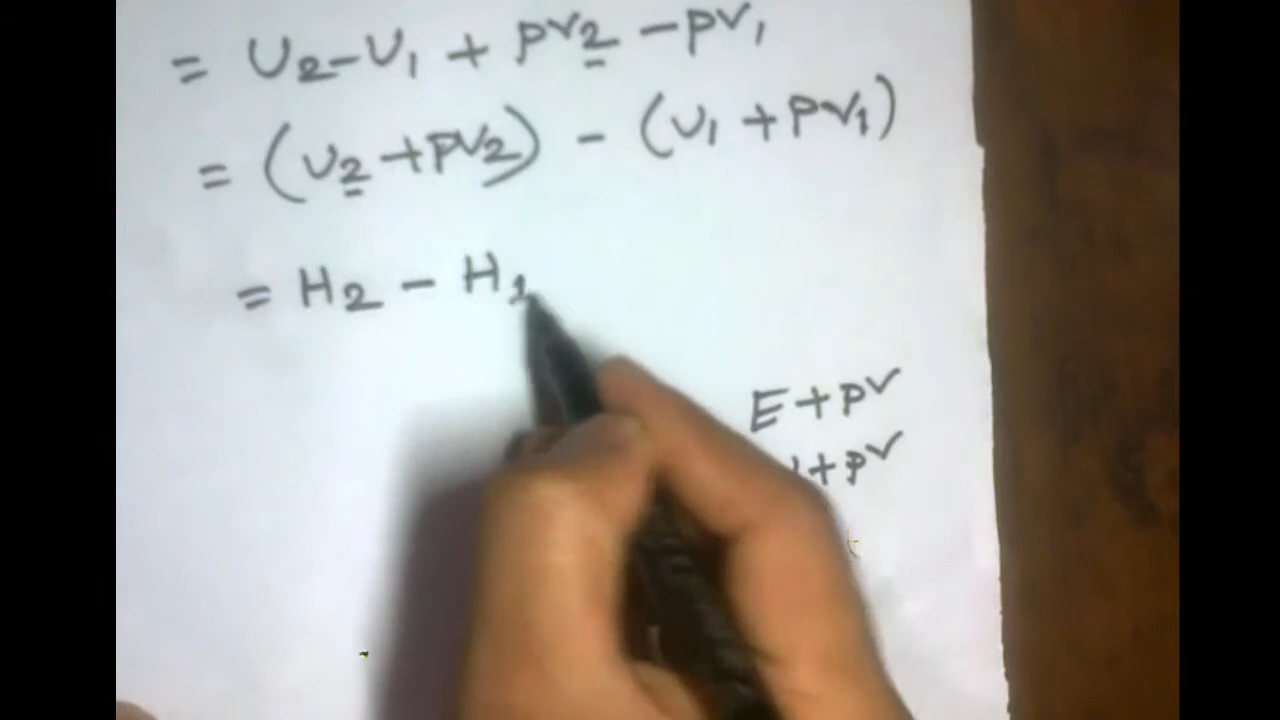 = U₂-U₁ + PV₂ - PV₁
= (U₂+PV₂) - (U₁ +PV₁)
= H₂ - H₁
E+PV
+PV